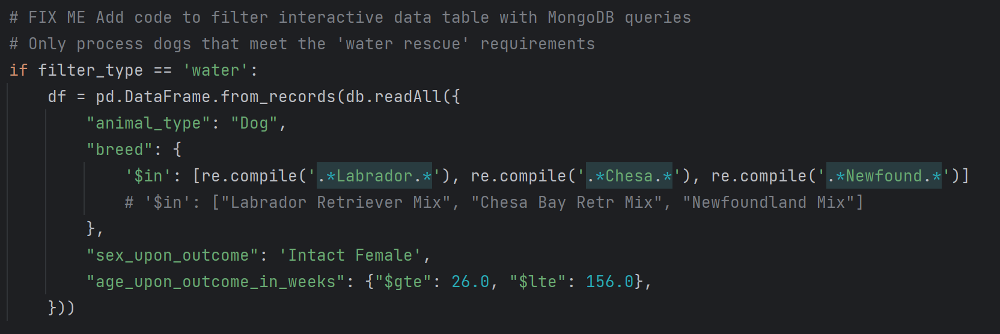 # FIX ME Add code to filter interactive data table with MongoDB queries
# Only process dogs that meet the 'water rescue' requirements
if filter_type == 'water':
    df = pd.DataFrame.from_records(db.readAll({
        "animal_type": "Dog",
        "breed": {
            '$in': [re.compile('.*Labrador.*'), re.compile('.*Chesa.*'), re.compile('.*Newfound.*')]
            # '$in': ["Labrador Retriever Mix", "Chesa Bay Retr Mix", "Newfoundland Mix"]
        },
        "sex_upon_outcome": 'Intact Female',
        "age_upon_outcome_in_weeks": {"$gte": 26.0, "$lte": 156.0},
    }))